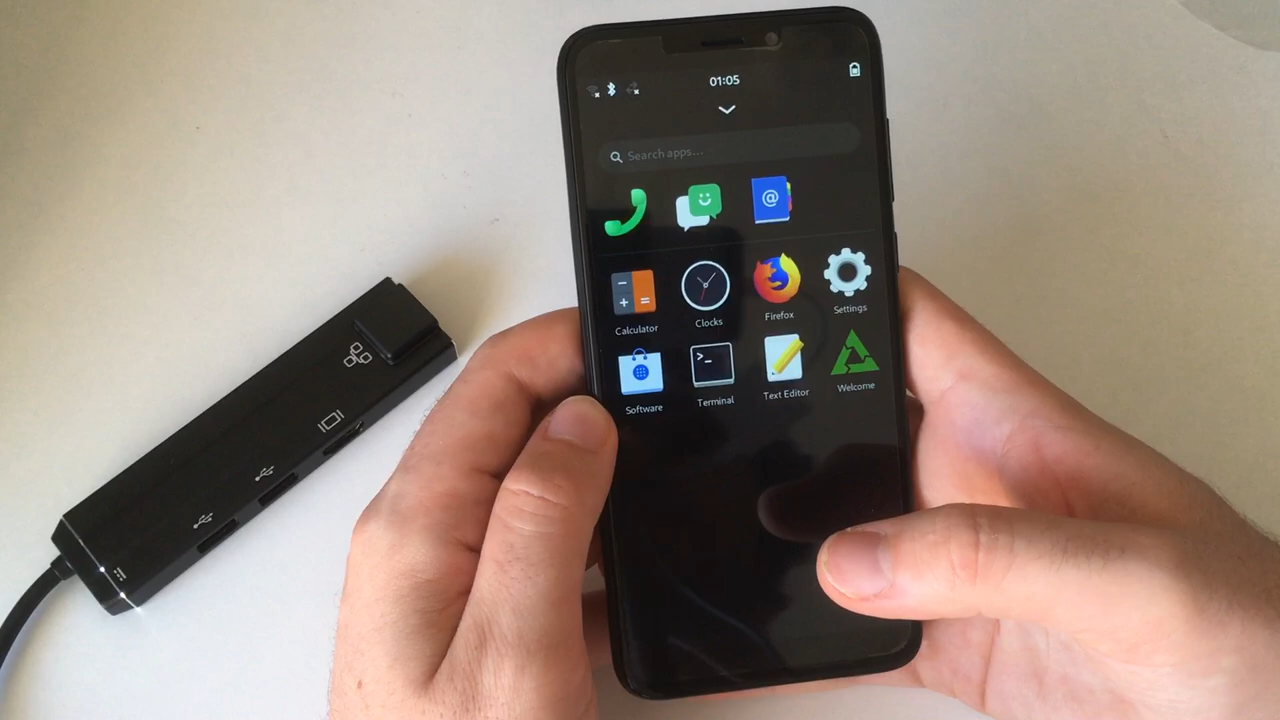 01:05
Search apps...
@
Calculator
Clocks
Firefox
Settings
Software
Terminal
Text Editor
Welcome